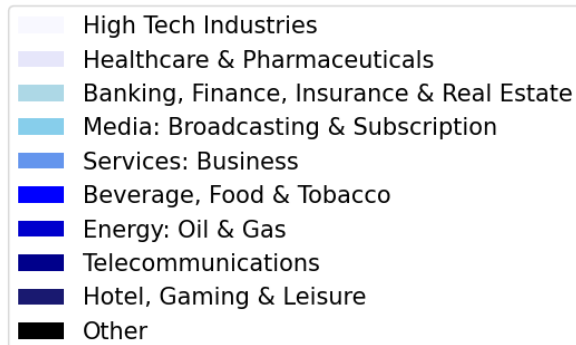 High Tech Industries
Healthcare & Pharmaceuticals
Banking, Finance, Insurance & Real Estate
Media: Broadcasting & Subscription
Services: Business
Beverage, Food & Tobacco
Energy: Oil & Gas
Telecommunications
Hotel, Gaming & Leisure
Other